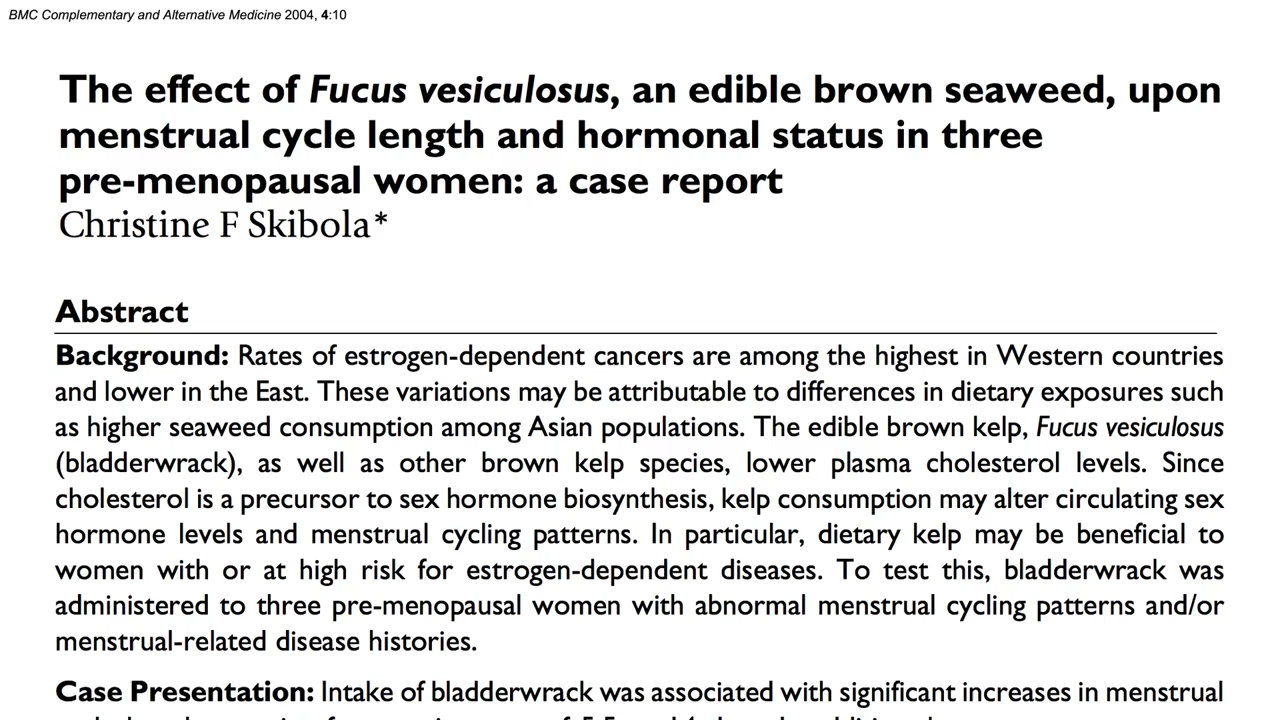 BMC Complementary and Alternative Medicine 2004, 4:10
The effect of Fucus vesiculosus, an edible brown seaweed, upon
menstrual cycle length and hormonal status in three
pre-menopausal women: a case report
Christine F Skibola*
Abstract
Background: Rates of estrogen-dependent cancers are among the highest in Western countries
and lower in the East. These variations may be attributable to differences in dietary exposures such
as higher seaweed consumption among Asian populations. The edible brown kelp, Fucus vesiculosus
(bladderwrack), as well as other brown kelp species, lower plasma cholesterol levels. Since
cholesterol is a precursor to sex hormone biosynthesis, kelp consumption may alter circulating sex
hormone levels and menstrual cycling patterns. In particular, dietary kelp may be beneficial to
women with or at high risk for estrogen-dependent diseases. To test this, bladderwrack was
administered to three pre-menopausal women with abnormal menstrual cycling patterns and/or
menstrual-related disease histories.
Case Presentation: Intake of bladderwrack was associated with significant increases in menstrual